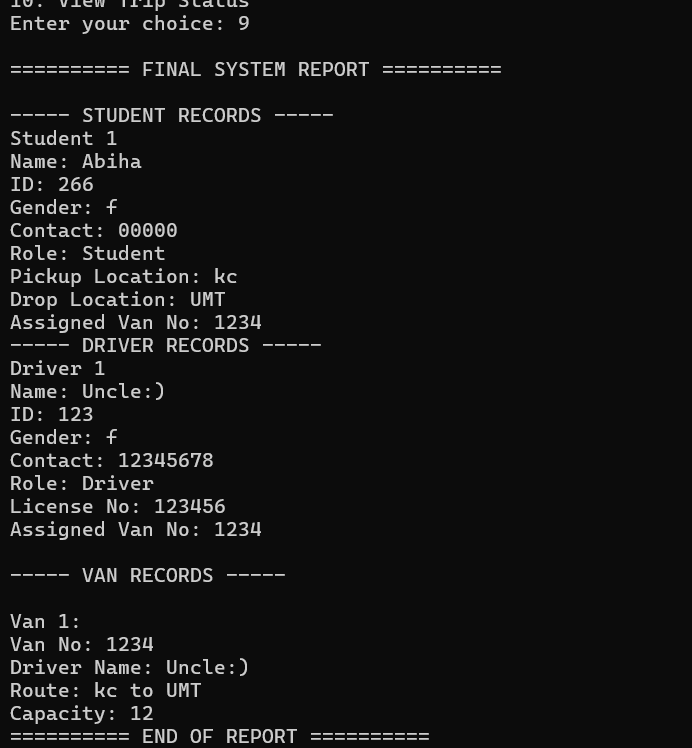 10: View Trip Status
Enter your choice: 9
========== FINAL SYSTEM REPORT ==========
----- STUDENT RECORDS -----
Student 1
Name: Abiha
ID: 266
Gender: f
Contact: 00000
Role: Student
Pickup Location: kc
Drop Location: UMT
Assigned Van No: 1234
----- DRIVER RECORDS -----
Driver 1
Name: Uncle:)
ID: 123
Gender: f
Contact: 12345678
Role: Driver
License No: 123456
Assigned Van No: 1234
----- VAN RECORDS -----
Van 1:
Van No: 1234
Driver Name: Uncle:)
Route: kc to UMT
Capacity: 12
========== END OF REPORT ==========